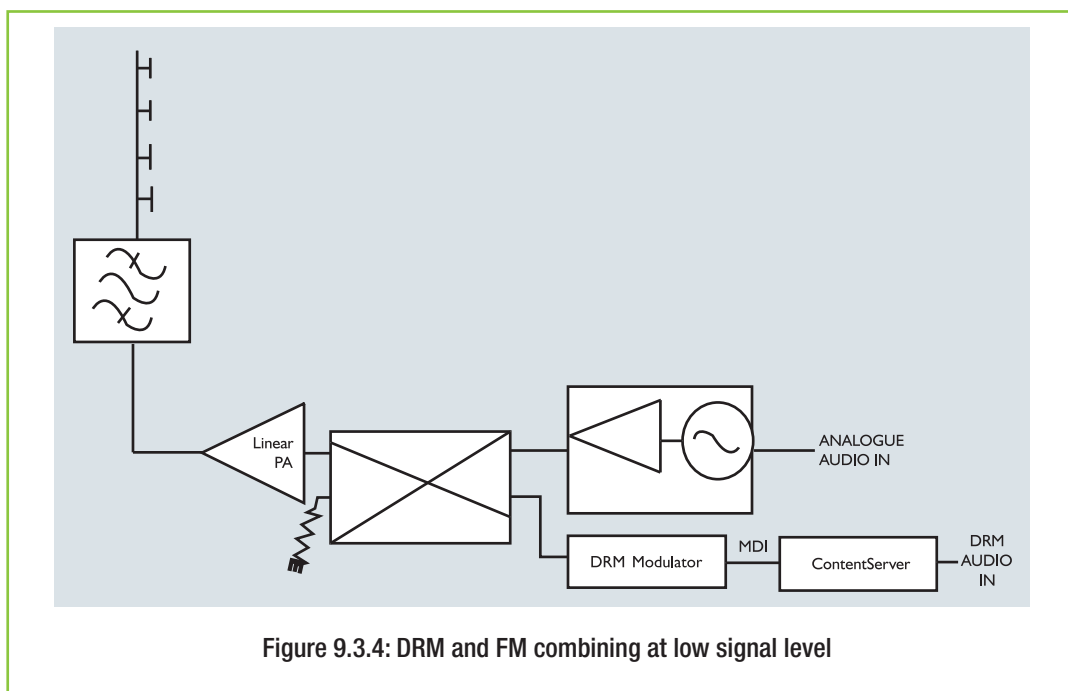 Linear
PA
ANALOGUE
AUDIO IN
DRM Modulator
MDI
ContentServer
DRM
AUDIO
IN
Figure 9.3.4: DRM and FM combining at low signal level